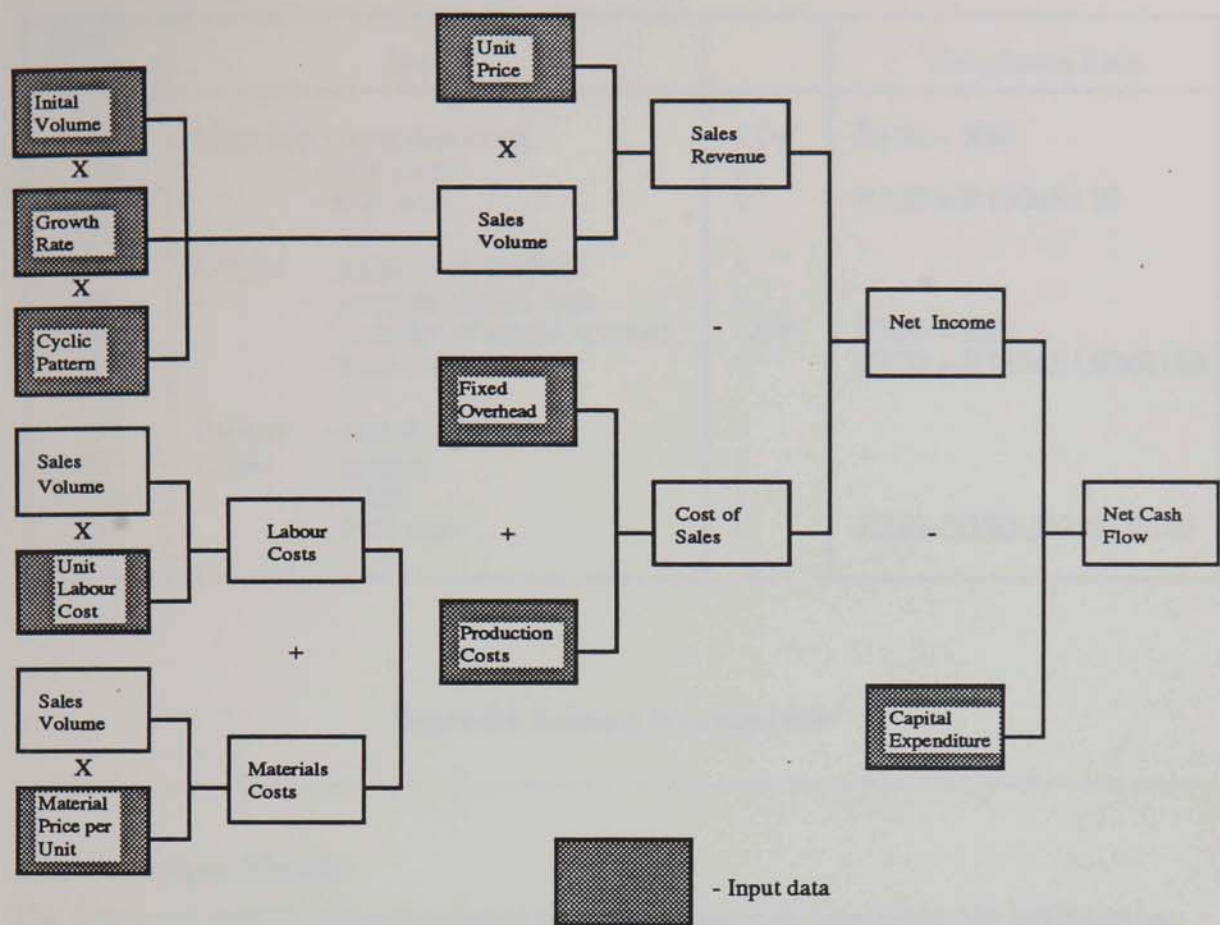 Inital
Volume
X
Growth
Rate
X
Cyclic
Pattern
Unit
Price
X
Sales
Volume
Sales
Revenue
-
Net Income
Fixed
Overhead
+
Production
Costs
Cost of
Sales
-
Net Cash
Flow
Capital
Expenditure
Sales
Volume
X
Unit
Labour
Cost
Labour
Costs
+
Sales
Volume
X
Material
Price per
Unit
Materials
Costs
- Input data